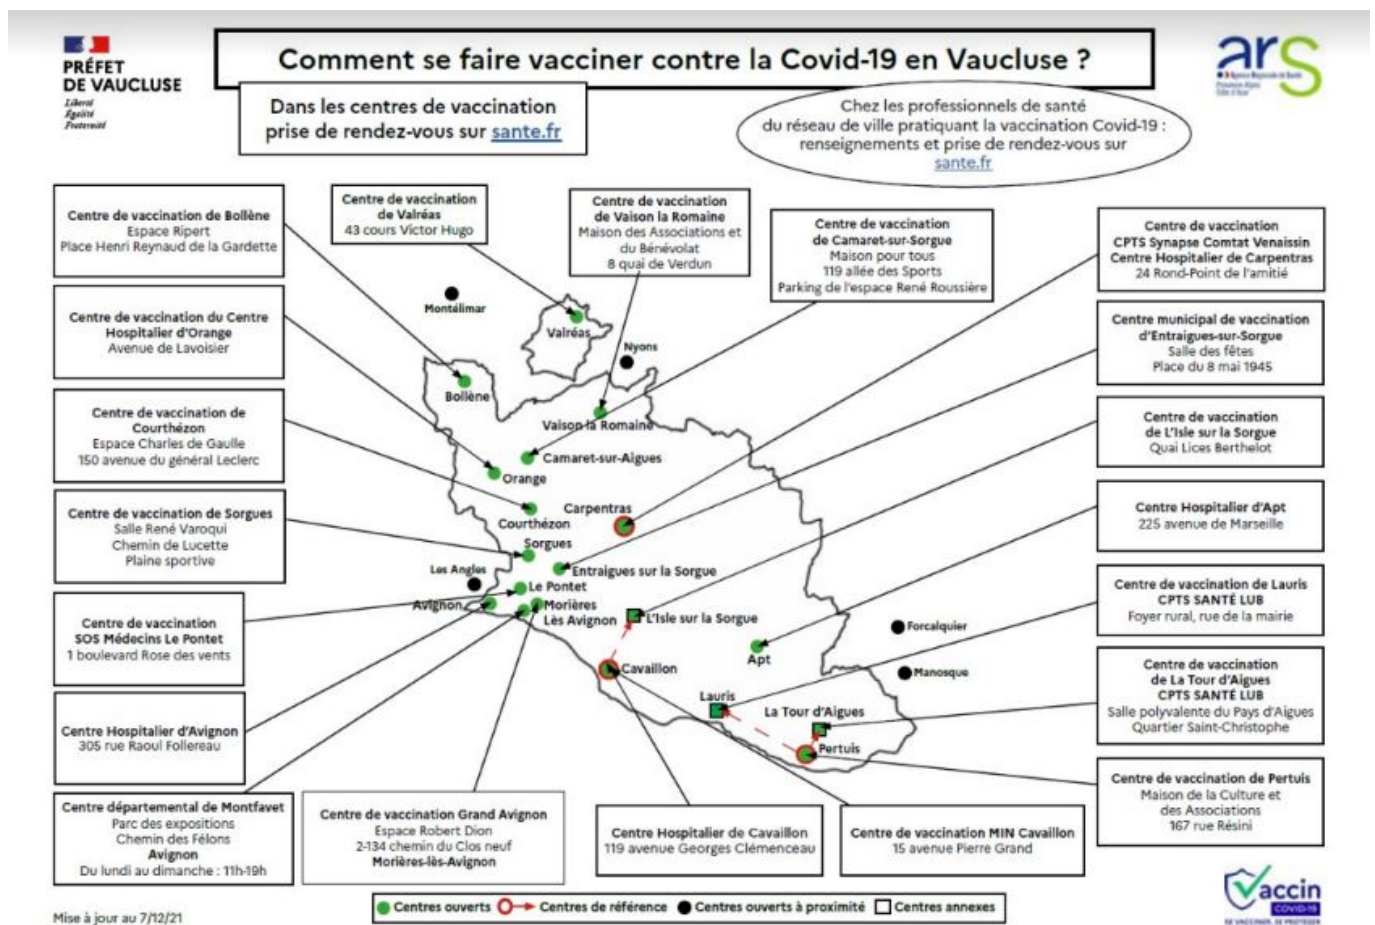 PRÉFET
DE VAUCLUSE
Liberté
Égalité
Fraternité
Comment se faire vacciner contre la Covid-19 en Vaucluse ?
ars
Agence Régionale de Santé
Provence-Alpes
Côte d'Azur
Dans les centres de vaccination
prise de rendez-vous sur sante.fr
Chez les professionnels de santé
du réseau de ville pratiquant la vaccination Covid-19 :
renseignements et prise de rendez-vous sur
sante.fr
Centre de vaccination de Bollène
Espace Ripert
Place Henri Reynaud de la Gardette
Centre de vaccination
de Valréas
43 cours Victor Hugo
Centre de vaccination
de Vaison la Romaine
Maison des Associations et
du Bénévolat
8 quai de Verdun
Centre de vaccination
de Camaret-sur-Sorgue
Maison pour tous
119 allée des Sports
Parking de l'espace René Roussière
Centre de vaccination
CPTS Synapse Comtat Venaissin
Centre Hospitalier de Carpentras
24 Rond-Point de l'amitié
Centre de vaccination du Centre
Hospitalier d'Orange
Avenue de Lavoisier
Centre municipal de vaccination
d'Entraigues-sur-Sorgue
Salle des fêtes
Place du 8 mai 1945
Centre de vaccination de
Courthézon
Espace Charles de Gaulle
150 avenue du général Leclerc
Centre de vaccination
de L'Isle sur la Sorgue
Quai Lices Berthelot
Centre de vaccination de Sorgues
Salle René Varoqui
Chemin de Lucette
Plaine sportive
Centre Hospitalier d'Apt
225 avenue de Marseille
Centre de vaccination
SOS Médecins Le Pontet
1 boulevard Rose des vents
Centre de vaccination de Lauris
CPTS SANTÉ LUB
Foyer rural, rue de la mairie
Centre de vaccination
de La Tour d'Aigues
CPTS SANTÉ LUB
Salle polyvalente du Pays d'Aigues
Quartier Saint-Christophe
Centre Hospitalier d'Avignon
305 rue Raoul Follereau
Centre de vaccination de Pertuis
Maison de la Culture et
des Associations
167 rue Résini
Centre départemental de Montfavet
Parc des expositions
Chemin des Félons
Avignon
Du lundi au dimanche : 11h-19h
Centre de vaccination Grand Avignon
Espace Robert Dion
2-134 chemin du Clos neuf
Morières-lès-Avignon
Centre Hospitalier de Cavaillon
119 avenue Georges Clémenceau
Centre de vaccination MIN Cavaillon
15 avenue Pierre Grand
Montélimar
Valréas
Nyons
Bollène
Vaison la Romaine
Camaret-sur-Aigues
Orange
Carpentras
Courthézon
Sorgues
Les Angles
Entraigues sur la Sorgue
Le Pontet
Avignon
Morières
Lès Avignon
L'Isle sur la Sorgue
Forcalquier
Apt
Cavaillon
Manosque
Lauris
La Tour d'Aigues
Pertuis
Centres ouverts
Centres de référence
Centres ouverts à proximité
Centres annexes
Mise à jour au 7/12/21
Vaccin
COVID-19
SE VACCINER, SE PROTÉGER